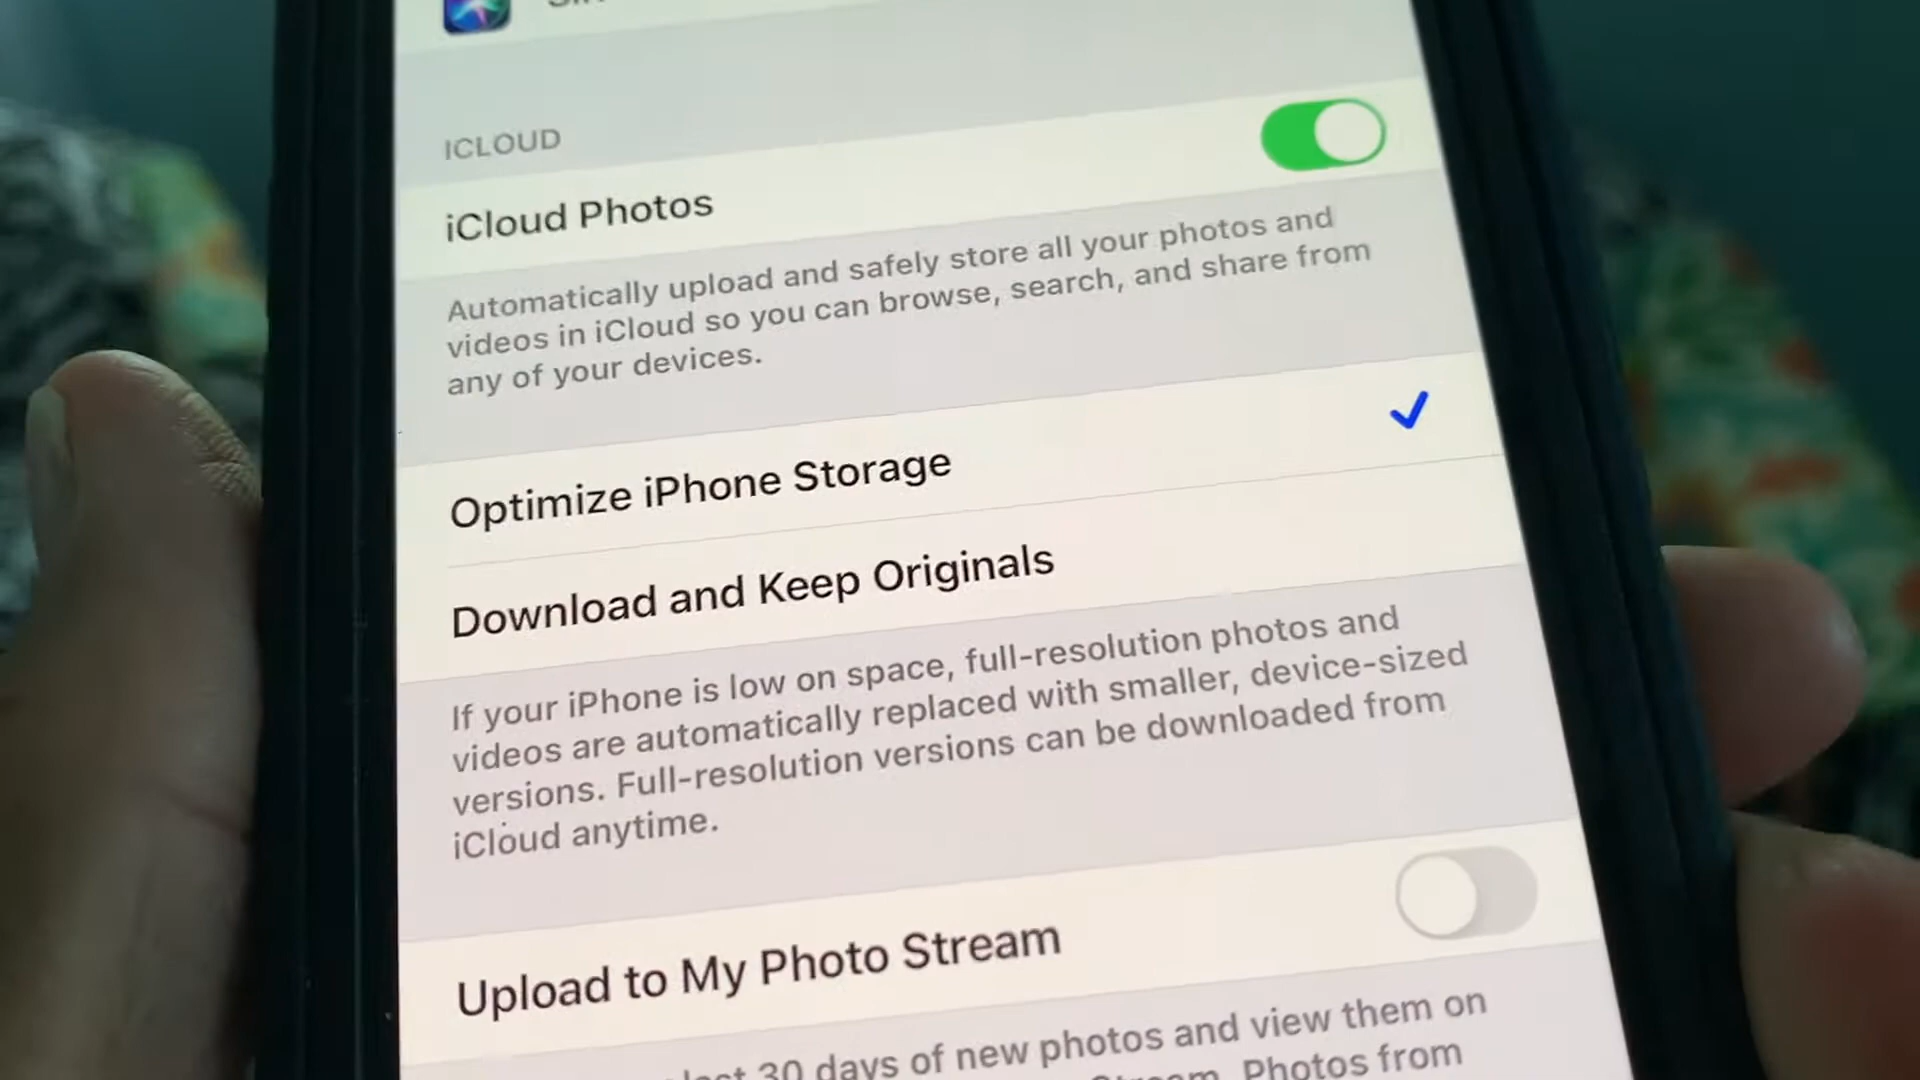 ICLOUD
iCloud Photos
Automatically upload and safely store all your photos and
videos in iCloud so you can browse, search, and share from
any of your devices.
Optimize iPhone Storage
Download and Keep Originals
If your iPhone is low on space, full-resolution photos and
videos are automatically replaced with smaller, device-sized
versions. Full-resolution versions can be downloaded from
iCloud anytime.
Upload to My Photo Stream
last 30 days of new photos and view them on
Stream. Photos from